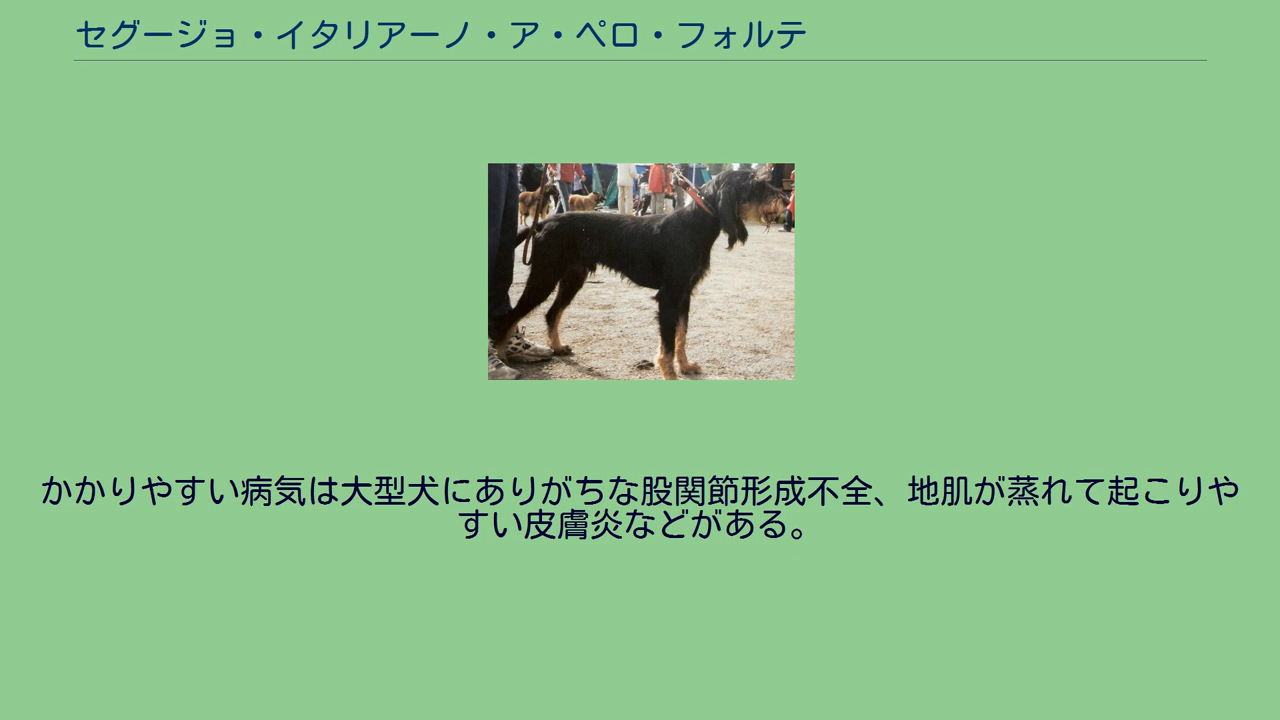 セグージョ・イタリアーノ・ア・ペロ・フォルテ
かかりやすい病気は大型犬にありがちな股関節形成不全、地肌が蒸れて起こりや
すい皮膚炎などがある。